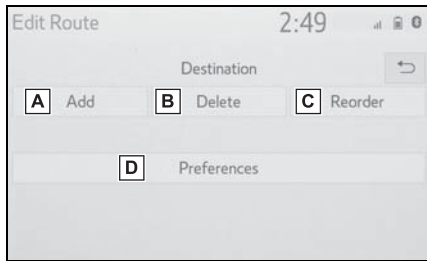 Edit Route 2:49
Destination
A Add B Delete C Reorder
D Preferences